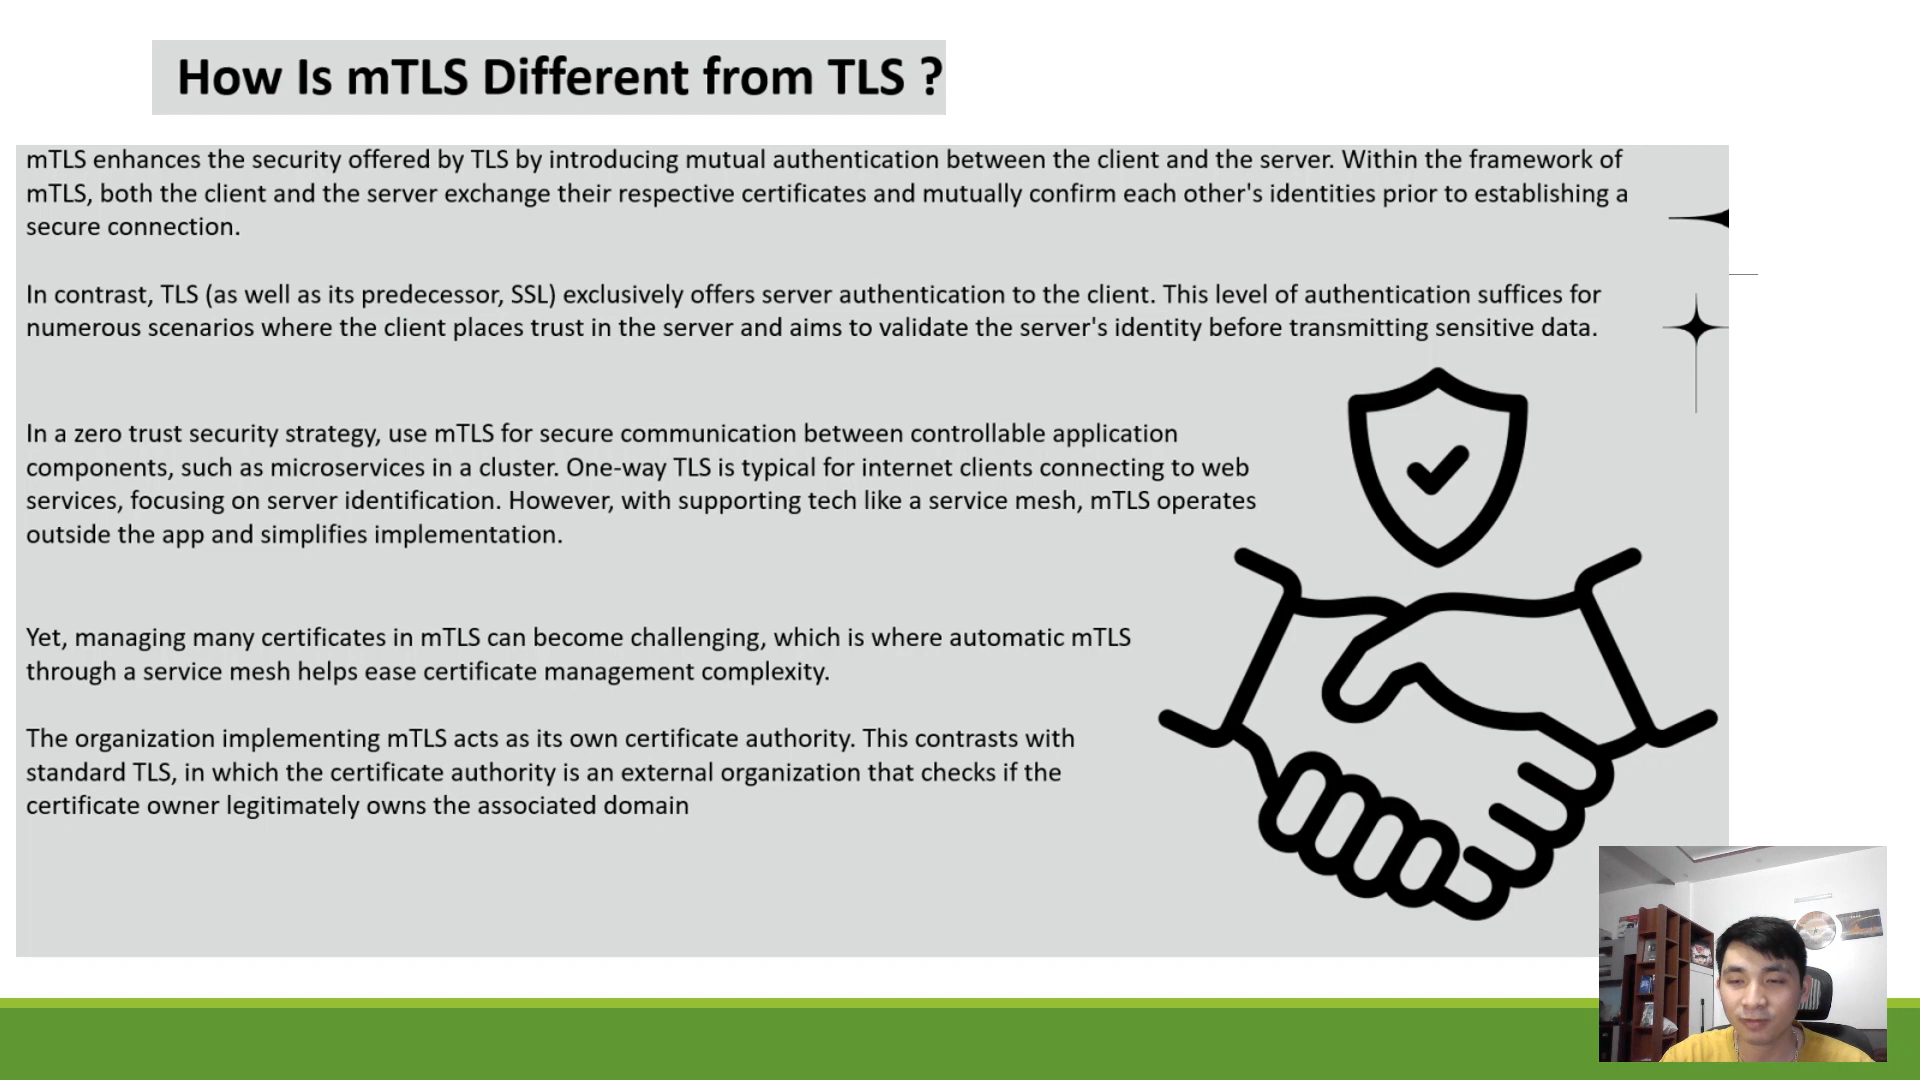 How Is mTLS Different from TLS ?
mTLS enhances the security offered by TLS by introducing mutual authentication between the client and the server. Within the framework of
mTLS, both the client and the server exchange their respective certificates and mutually confirm each other's identities prior to establishing a
secure connection.
In contrast, TLS (as well as its predecessor, SSL) exclusively offers server authentication to the client. This level of authentication suffices for
numerous scenarios where the client places trust in the server and aims to validate the server's identity before transmitting sensitive data.
In a zero trust security strategy, use mTLS for secure communication between controllable application
components, such as microservices in a cluster. One-way TLS is typical for internet clients connecting to web
services, focusing on server identification. However, with supporting tech like a service mesh, mTLS operates
outside the app and simplifies implementation.
Yet, managing many certificates in mTLS can become challenging, which is where automatic mTLS
through a service mesh helps ease certificate management complexity.
The organization implementing mTLS acts as its own certificate authority. This contrasts with
standard TLS, in which the certificate authority is an external organization that checks if the
certificate owner legitimately owns the associated domain